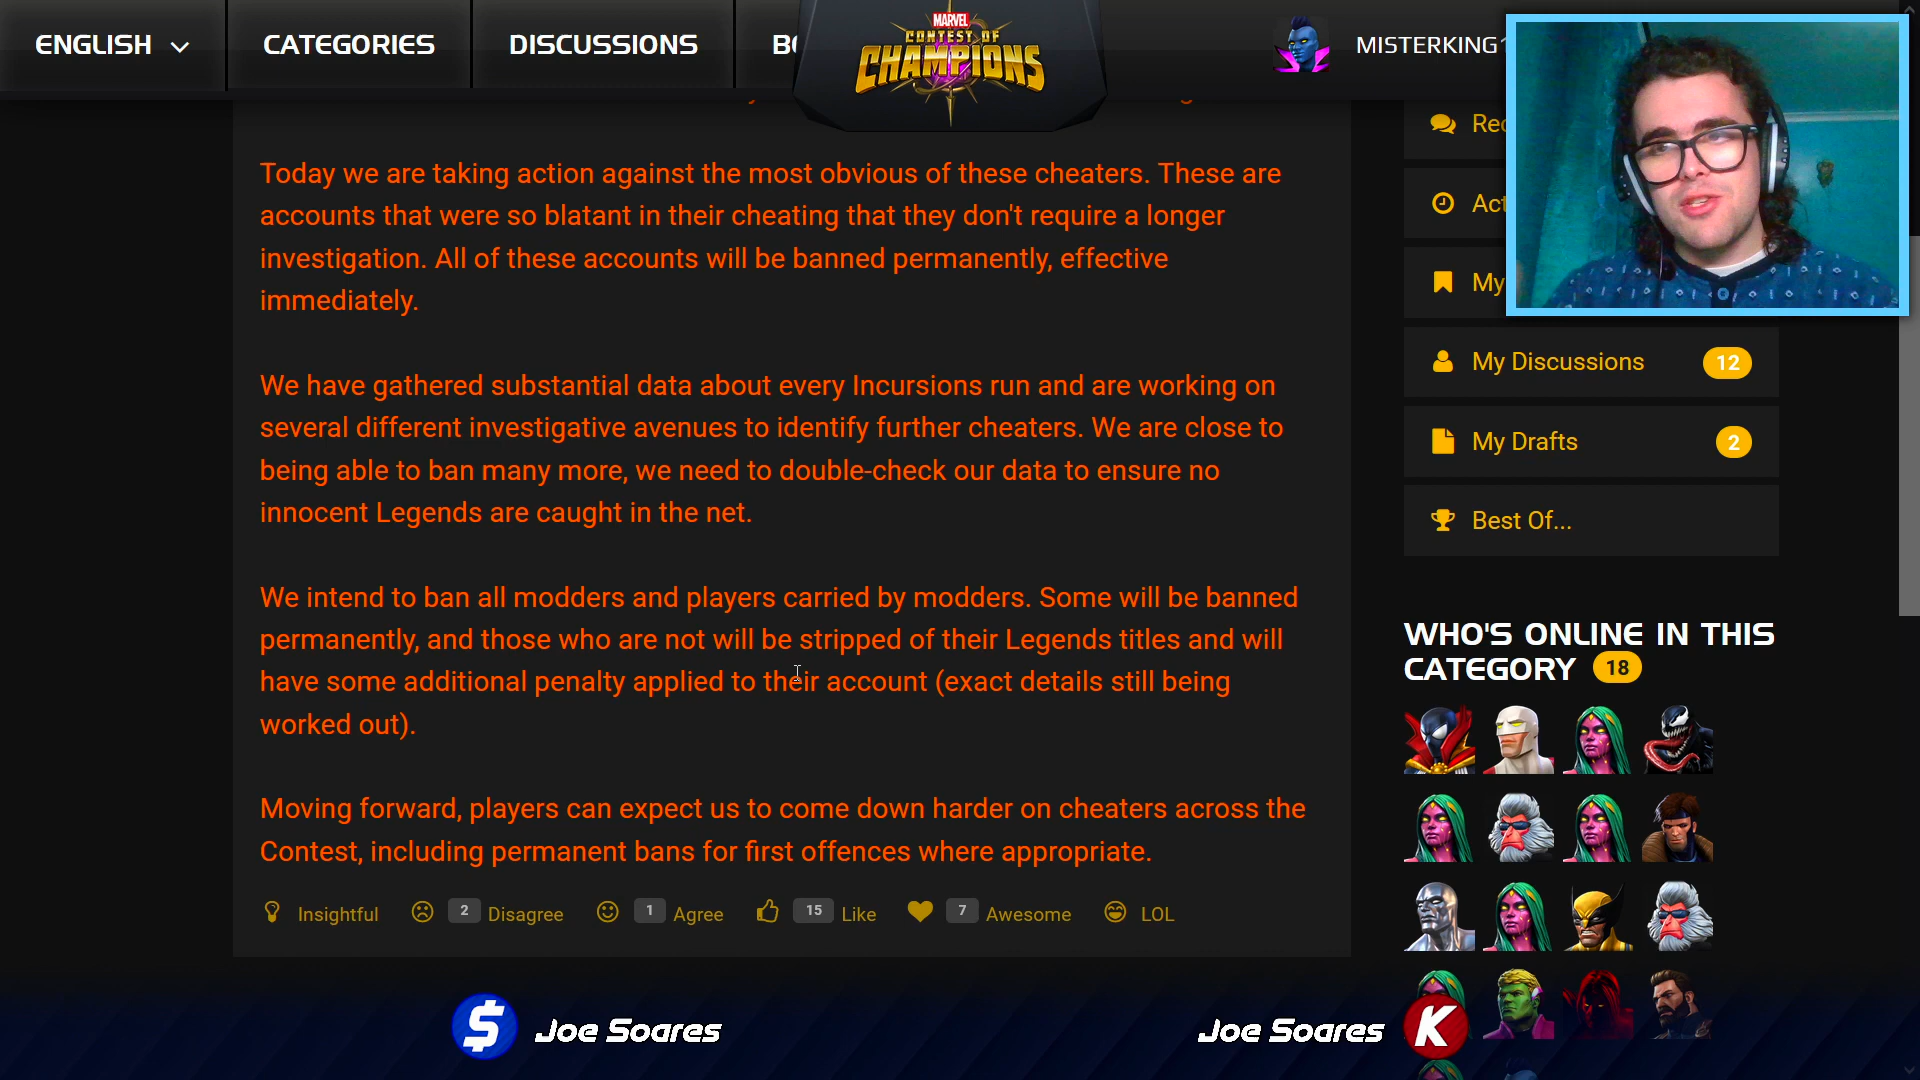 ENGLISH
CATEGORIES
DISCUSSIONS
MARVEL
CONTEST OF
CHAMPIONS
MISTERKING
Today we are taking action against the most obvious of these cheaters. These are
accounts that were so blatant in their cheating that they don't require a longer
investigation. All of these accounts will be banned permanently, effective
immediately.
We have gathered substantial data about every Incursions run and are working on
several different investigative avenues to identify further cheaters. We are close to
being able to ban many more, we need to double-check our data to ensure no
innocent Legends are caught in the net.
We intend to ban all modders and players carried by modders. Some will be banned
permanently, and those who are not will be stripped of their Legends titles and will
have some additional penalty applied to their account (exact details still being
worked out).
Moving forward, players can expect us to come down harder on cheaters across the
Contest, including permanent bans for first offences where appropriate.
Insightful 2 Disagree 1 Agree 15 Like 7 Awesome LOL
My
My Discussions 12
My Drafts 2
Best Of...
WHO'S ONLINE IN THIS
CATEGORY 18
$ Joe Soares
Joe Soares K